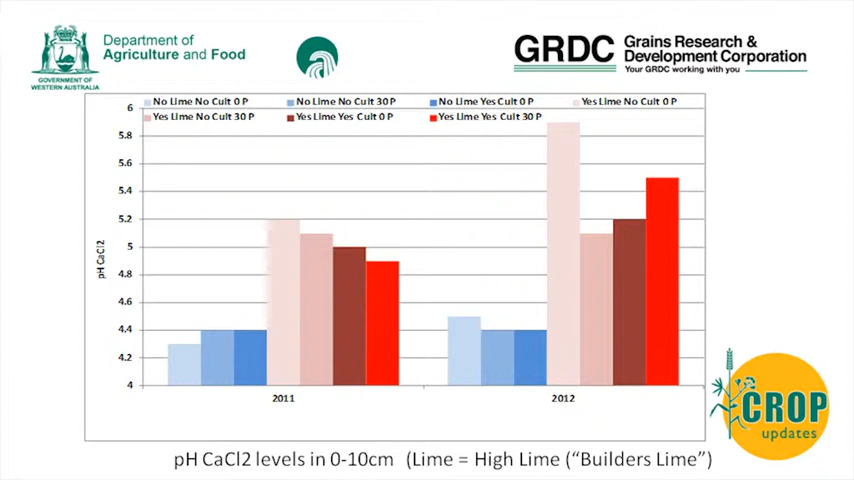 Department of
Agriculture and Food
GOVERNMENT OF
WESTERN AUSTRALIA
GRDC
Grains Research &
Development Corporation
Your GRDC working with you
No Lime No Cult 0 P
No Lime No Cult 30 P
No Lime Yes Cult 0 P
Yes Lime No Cult 0 P
Yes Lime No Cult 30 P
Yes Lime Yes Cult 0 P
Yes Lime Yes Cult 30 P
pH CaCl2
6
5.8
5.6
5.4
5.2
5
4.8
4.6
4.4
4.2
4
2011
2012
CROP
updates
pH CaCl2 levels in 0-10cm (Lime = High Lime (“Builders Lime”)